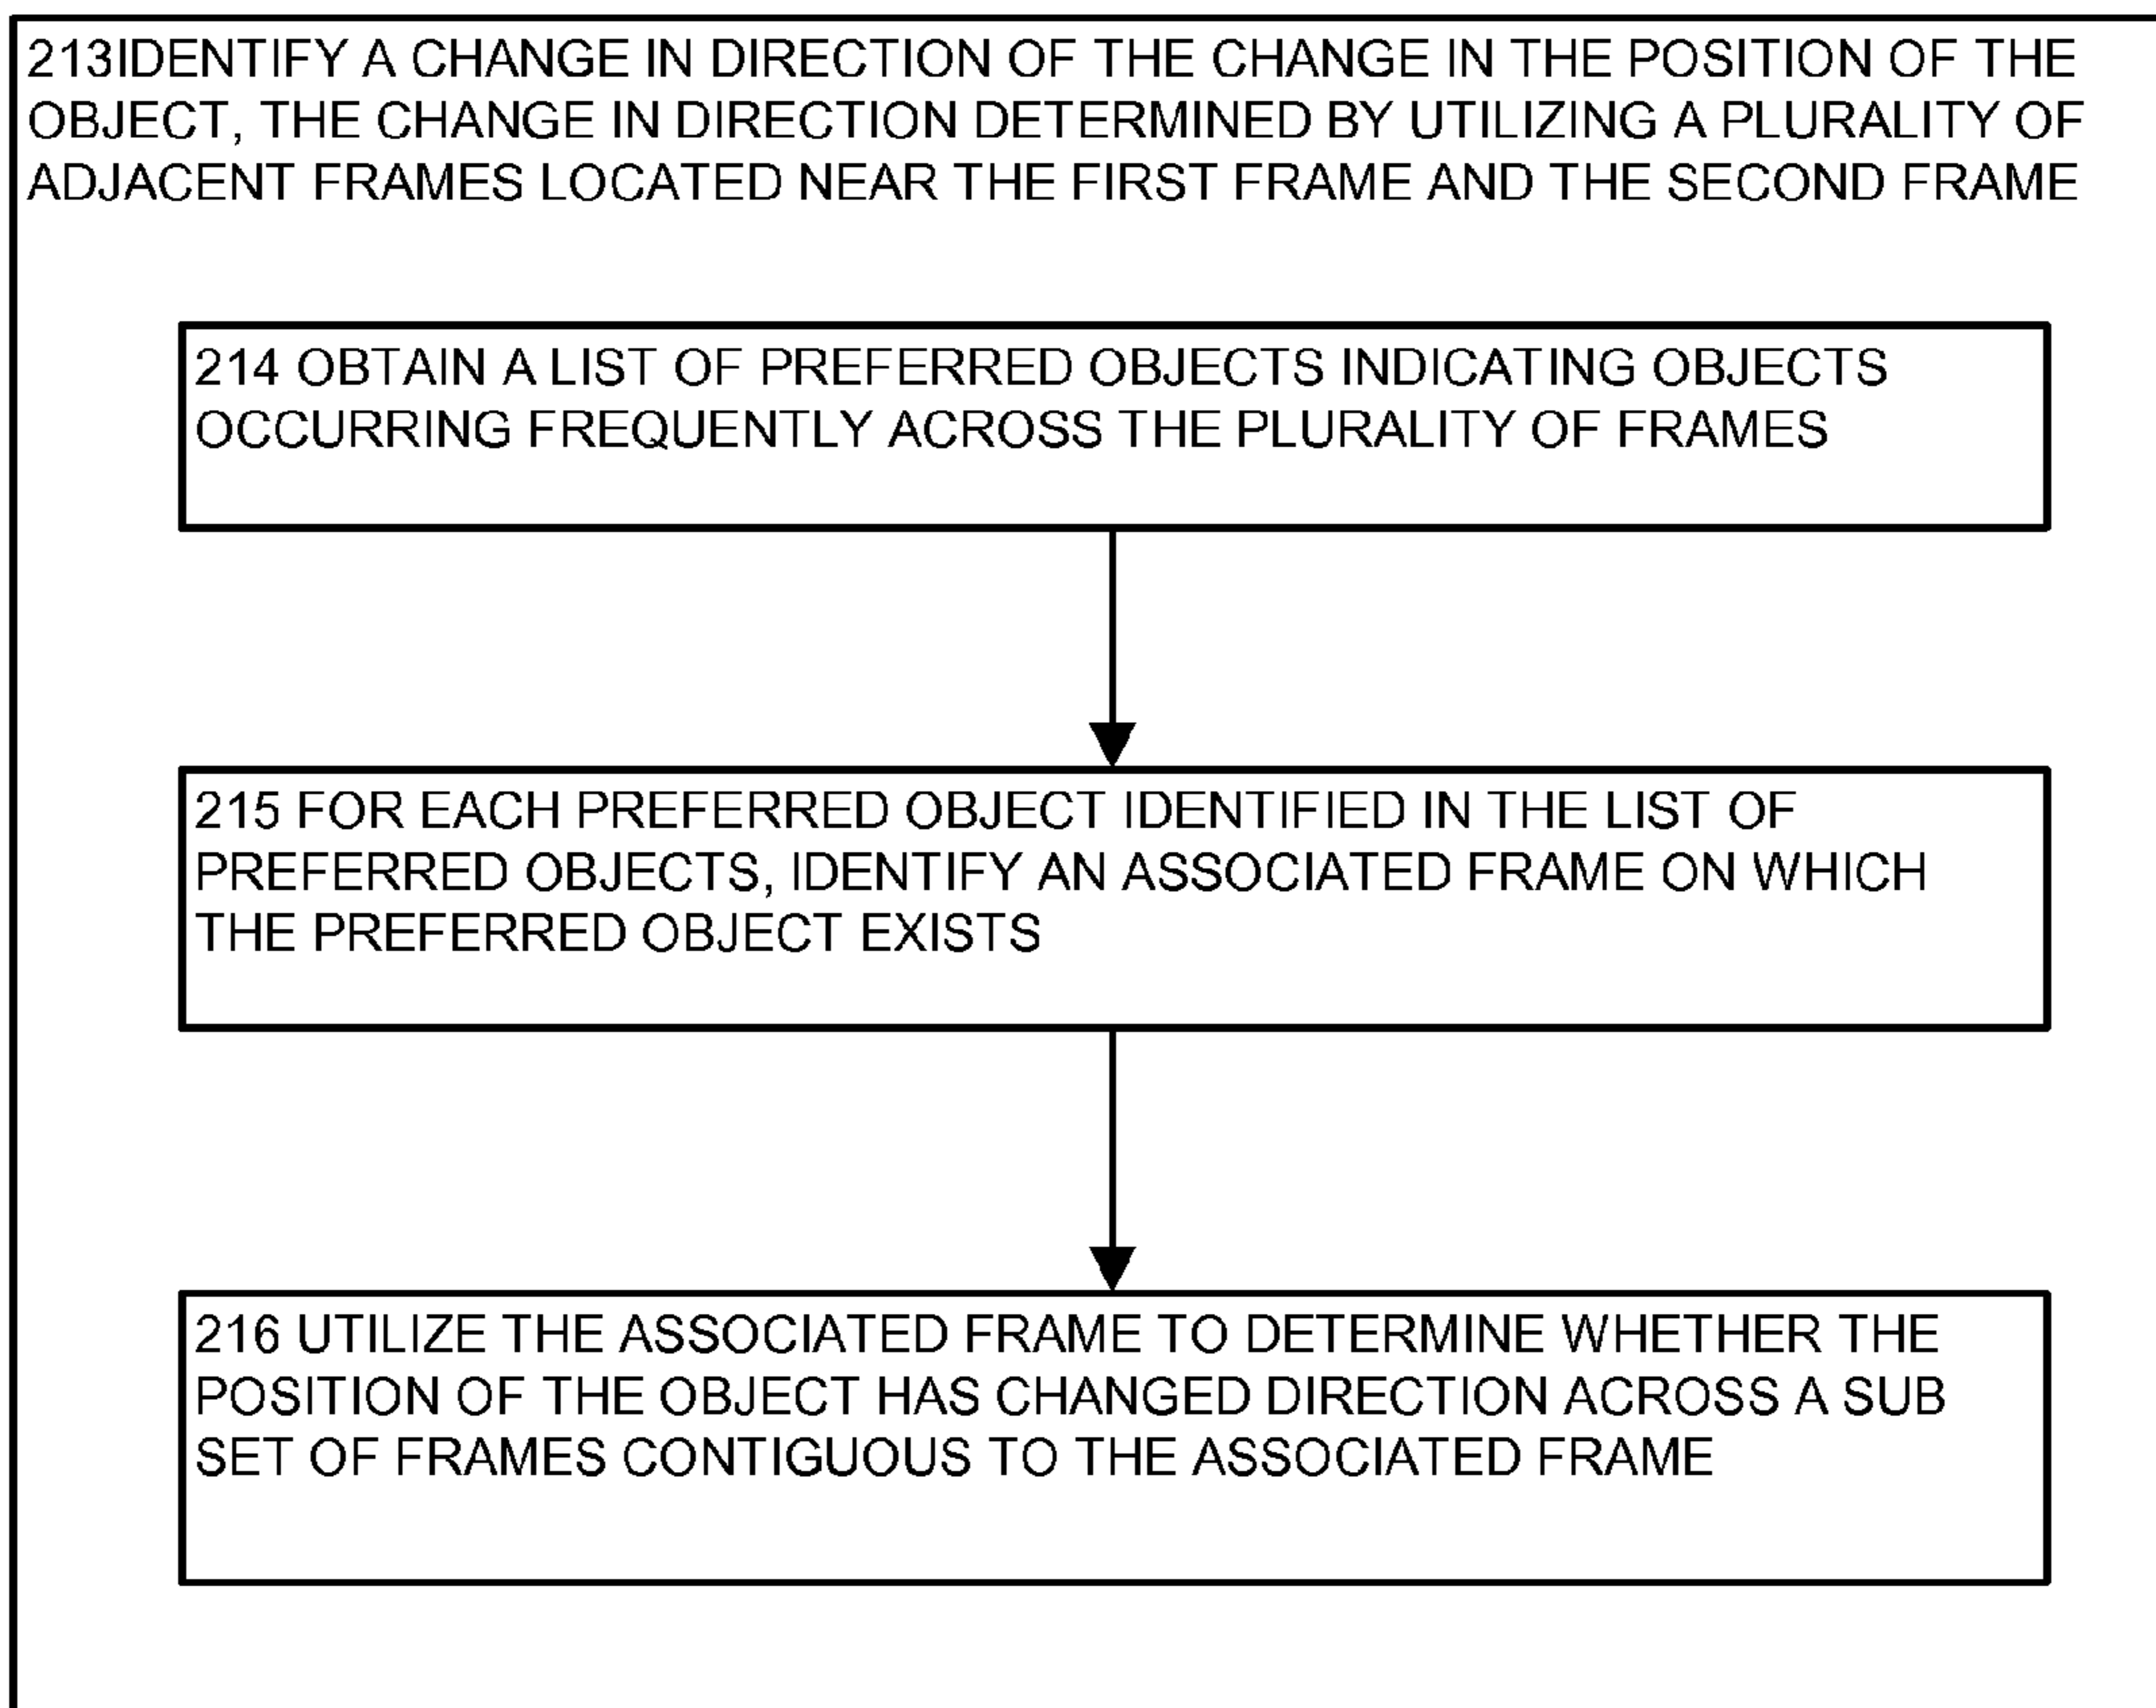 213IDENTIFY A CHANGE IN DIRECTION OF THE CHANGE IN THE POSITION OF THE
OBJECT, THE CHANGE IN DIRECTION DETERMINED BY UTILIZING A PLURALITY OF
ADJACENT FRAMES LOCATED NEAR THE FIRST FRAME AND THE SECOND FRAME
214 OBTAIN A LIST OF PREFERRED OBJECTS INDICATING OBJECTS
OCCURRING FREQUENTLY ACROSS THE PLURALITY OF FRAMES
215 FOR EACH PREFERRED OBJECT IDENTIFIED IN THE LIST OF
PREFERRED OBJECTS, IDENTIFY AN ASSOCIATED FRAME ON WHICH
THE PREFERRED OBJECT EXISTS
216 UTILIZE THE ASSOCIATED FRAME TO DETERMINE WHETHER THE
POSITION OF THE OBJECT HAS CHANGED DIRECTION ACROSS A SUB
SET OF FRAMES CONTIGUOUS TO THE ASSOCIATED FRAME